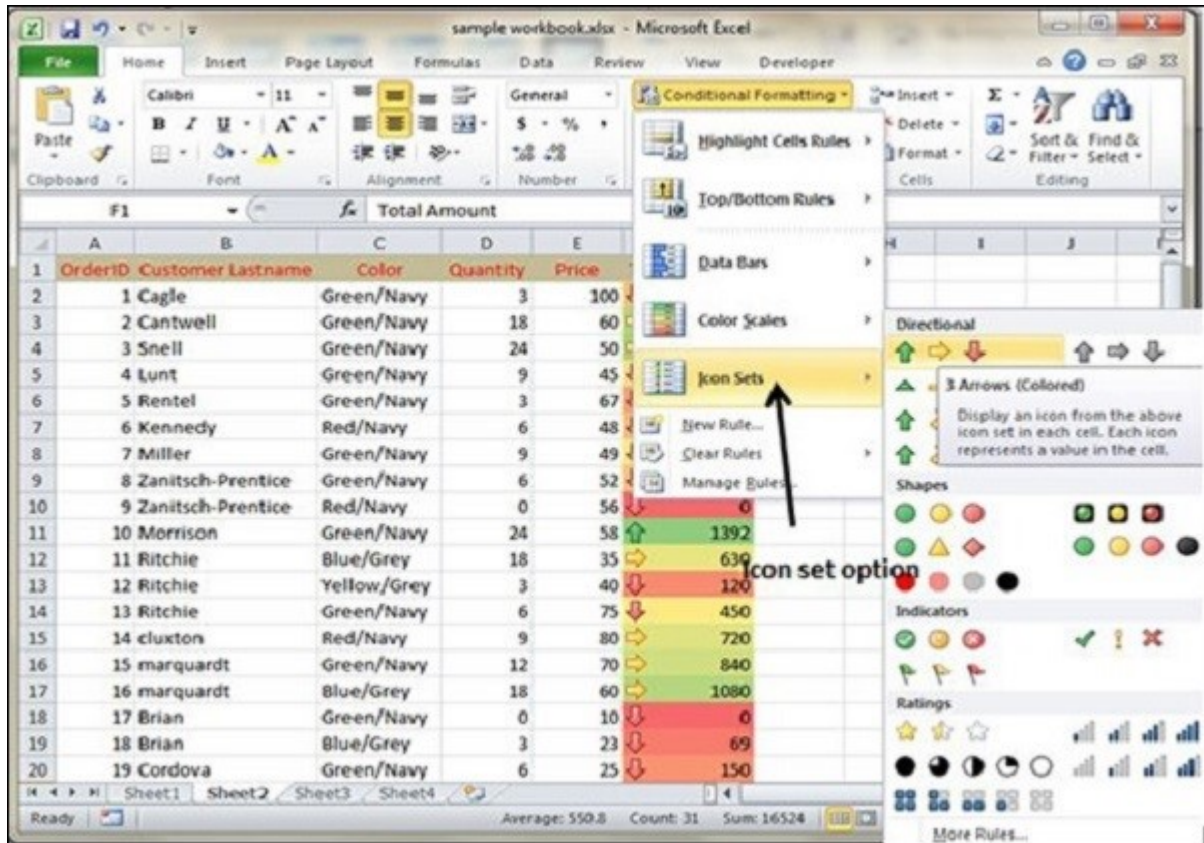 sample workbook.xlsx - Microsoft Excel
File Home Insert Page Layout Formulas Data Review View Developer
Paste
Calibri 11
General
Conditional Formatting
Insert
Delete
Format
Σ
Sort & Filter
Find & Select
B I U A A
$ % ,
A
Clipboard Font Alignment Number Cells Editing
F1 fx Total Amount
A B C D E H I J
1 OrderID Customer Lastname Color Quantity Price
2 1 Cagle Green/Navy 3 100
3 2 Cantwell Green/Navy 18 60
4 3 Snell Green/Navy 24 50
5 4 Lunt Green/Navy 9 45
6 5 Rentel Green/Navy 3 67
7 6 Kennedy Red/Navy 6 48
8 7 Miller Green/Navy 9 49
9 8 Zanitsch-Prentice Green/Navy 6 52
10 9 Zanitsch-Prentice Red/Navy 0 56 0
11 10 Morrison Green/Navy 24 58 1392
12 11 Ritchie Blue/Grey 18 35 630
13 12 Ritchie Yellow/Grey 3 40 120
14 13 Ritchie Green/Navy 6 75 450
15 14 cluxton Red/Navy 9 80 720
16 15 marquardt Green/Navy 12 70 840
17 16 marquardt Blue/Grey 18 60 1080
18 17 Brian Green/Navy 0 10 0
19 18 Brian Blue/Grey 3 23 69
20 19 Cordova Green/Navy 6 25 150
Highlight Cells Rules
Top/Bottom Rules
Data Bars
Color Scales
Icon Sets
New Rule...
Clear Rules
Manage Rules...
Icon set option
Directional
3 Arrows (Colored)
Display an icon from the above
icon set in each cell. Each icon
represents a value in the cell.
Shapes
Indicators
Ratings
More Rules...
Sheet1 Sheet2 Sheet3 Sheet4
Ready Average: 550.8 Count: 31 Sum: 16524